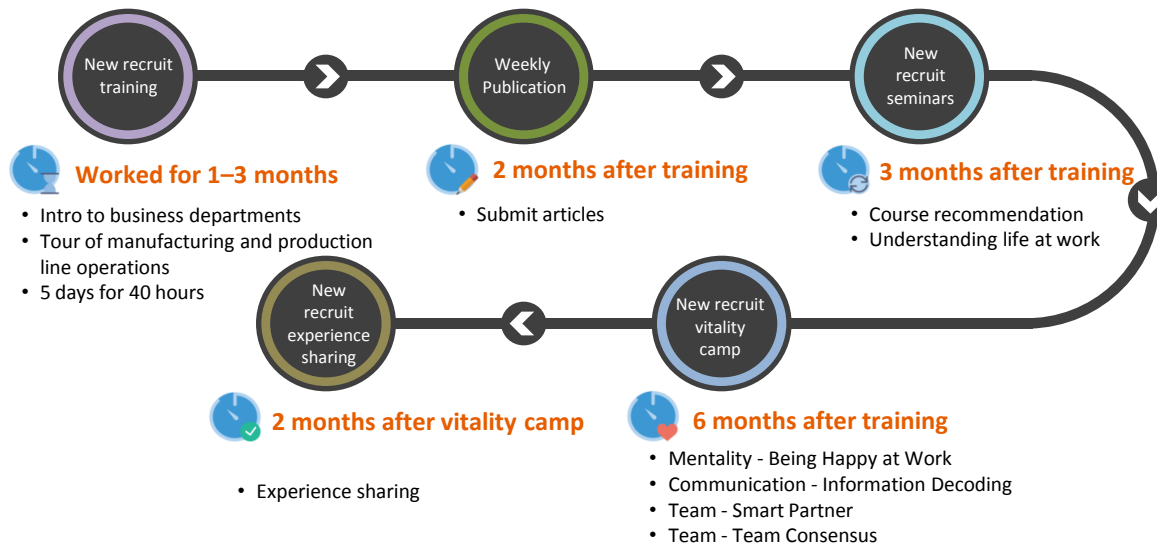 New recruit
training
Weekly
Publication
New
recruit
seminars
Worked for 1–3 months
• Intro to business departments
• Tour of manufacturing and production
line operations
• 5 days for 40 hours
2 months after training
• Submit articles
3 months after training
• Course recommendation
• Understanding life at work
New
recruit
experience
sharing
New recruit
vitality
camp
2 months after vitality camp
• Experience sharing
6 months after training
• Mentality - Being Happy at Work
• Communication - Information Decoding
• Team - Smart Partner
• Team - Team Consensus